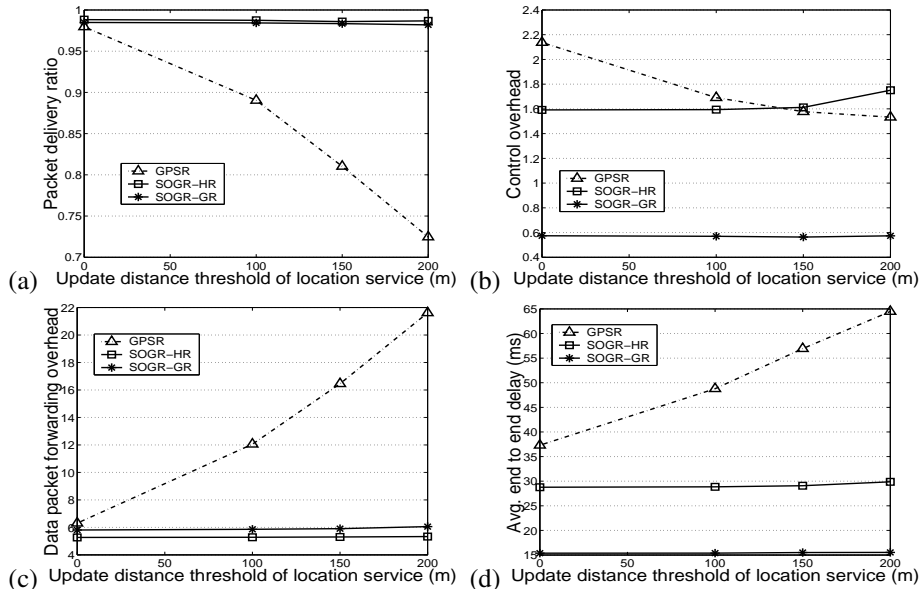 1
0.95
0.9
0.85
0.8
0.75
0.7
Packet delivery ratio
GPSR
SOGR−HR
SOGR−GR
0 50 100 150 200
(a) Update distance threshold of location service (m)
2.4
2.2
2
1.8
1.6
1.4
1.2
1
0.8
0.6
0.4
Control overhead
GPSR
SOGR−HR
SOGR−GR
0 50 100 150 200
(b) Update distance threshold of location service (m)
22
20
18
16
14
12
10
8
6
4
Data packet forwarding overhead
GPSR
SOGR−HR
SOGR−GR
0 50 100 150 200
(c) Update distance threshold of location service (m)
65
60
55
50
45
40
35
30
25
20
15
Avg. end to end delay (ms)
GPSR
SOGR−HR
SOGR−GR
0 50 100 150 200
(d) Update distance threshold of location service (m)